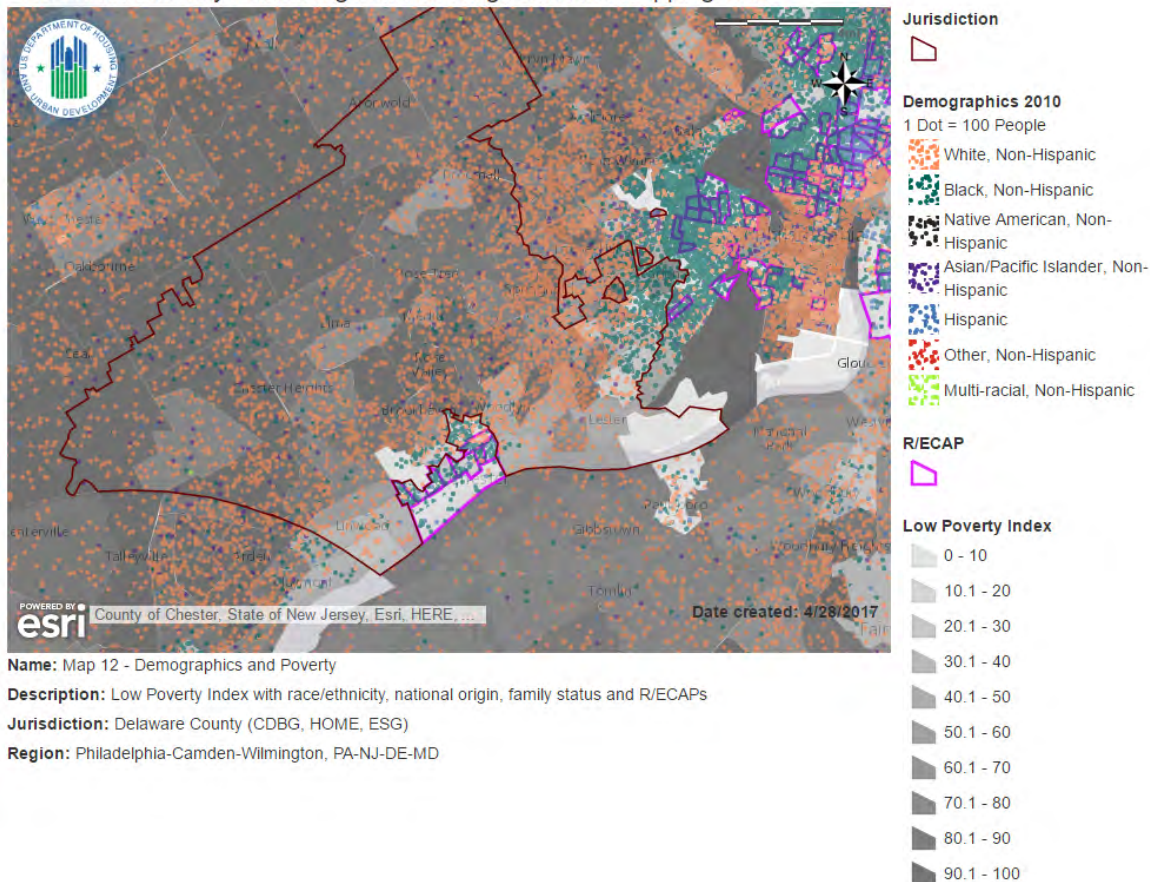 US DEPARTMENT OF HOUSING
AND URBAN DEVELOPMENT
N
W
E
S
Lima
Lester
Linwood
Gibbstown
Talleyville
Tomlin
Glou
POWERED BY
esri
County of Chester, State of New Jersey, Esri, HERE, ...
Date created: 4/28/2017
Name: Map 12 - Demographics and Poverty
Description: Low Poverty Index with race/ethnicity, national origin, family status and R/ECAPs
Jurisdiction: Delaware County (CDBG, HOME, ESG)
Region: Philadelphia-Camden-Wilmington, PA-NJ-DE-MD
Jurisdiction
Demographics 2010
1 Dot = 100 People
White, Non-Hispanic
Black, Non-Hispanic
Native American, Non-
Hispanic
Asian/Pacific Islander, Non-
Hispanic
Hispanic
Other, Non-Hispanic
Multi-racial, Non-Hispanic
R/ECAP
Low Poverty Index
0 - 10
10.1 - 20
20.1 - 30
30.1 - 40
40.1 - 50
50.1 - 60
60.1 - 70
70.1 - 80
80.1 - 90
90.1 - 100